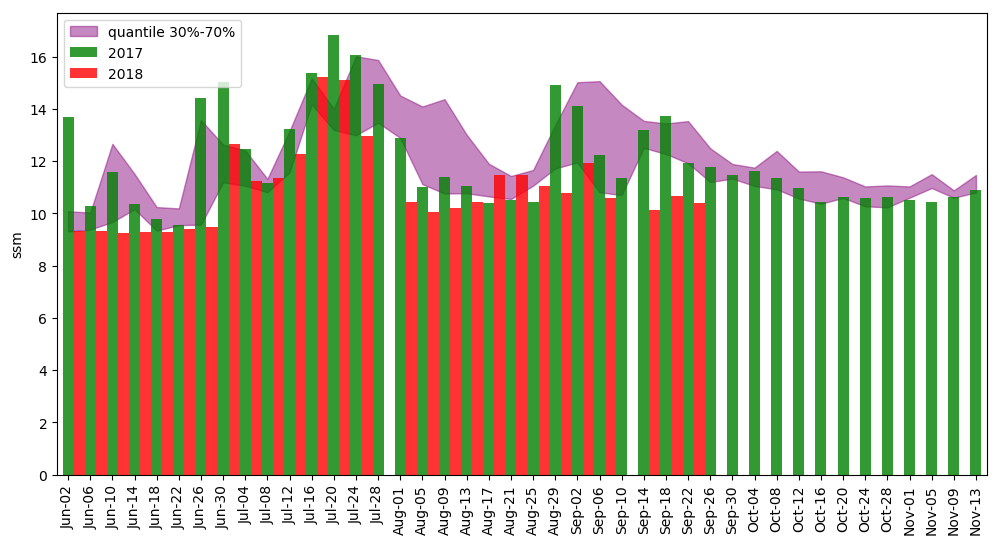 quantile 30%-70%
2017
2018
ssm
16
14
12
10
8
6
4
2
0
Jun-02
Jun-06
Jun-10
Jun-14
Jun-18
Jun-22
Jun-26
Jun-30
Jul-04
Jul-08
Jul-12
Jul-16
Jul-20
Jul-24
Jul-28
Aug-01
Aug-05
Aug-09
Aug-13
Aug-17
Aug-21
Aug-25
Aug-29
Sep-02
Sep-06
Sep-10
Sep-14
Sep-18
Sep-22
Sep-26
Sep-30
Oct-04
Oct-08
Oct-12
Oct-16
Oct-20
Oct-24
Oct-28
Nov-01
Nov-05
Nov-09
Nov-13